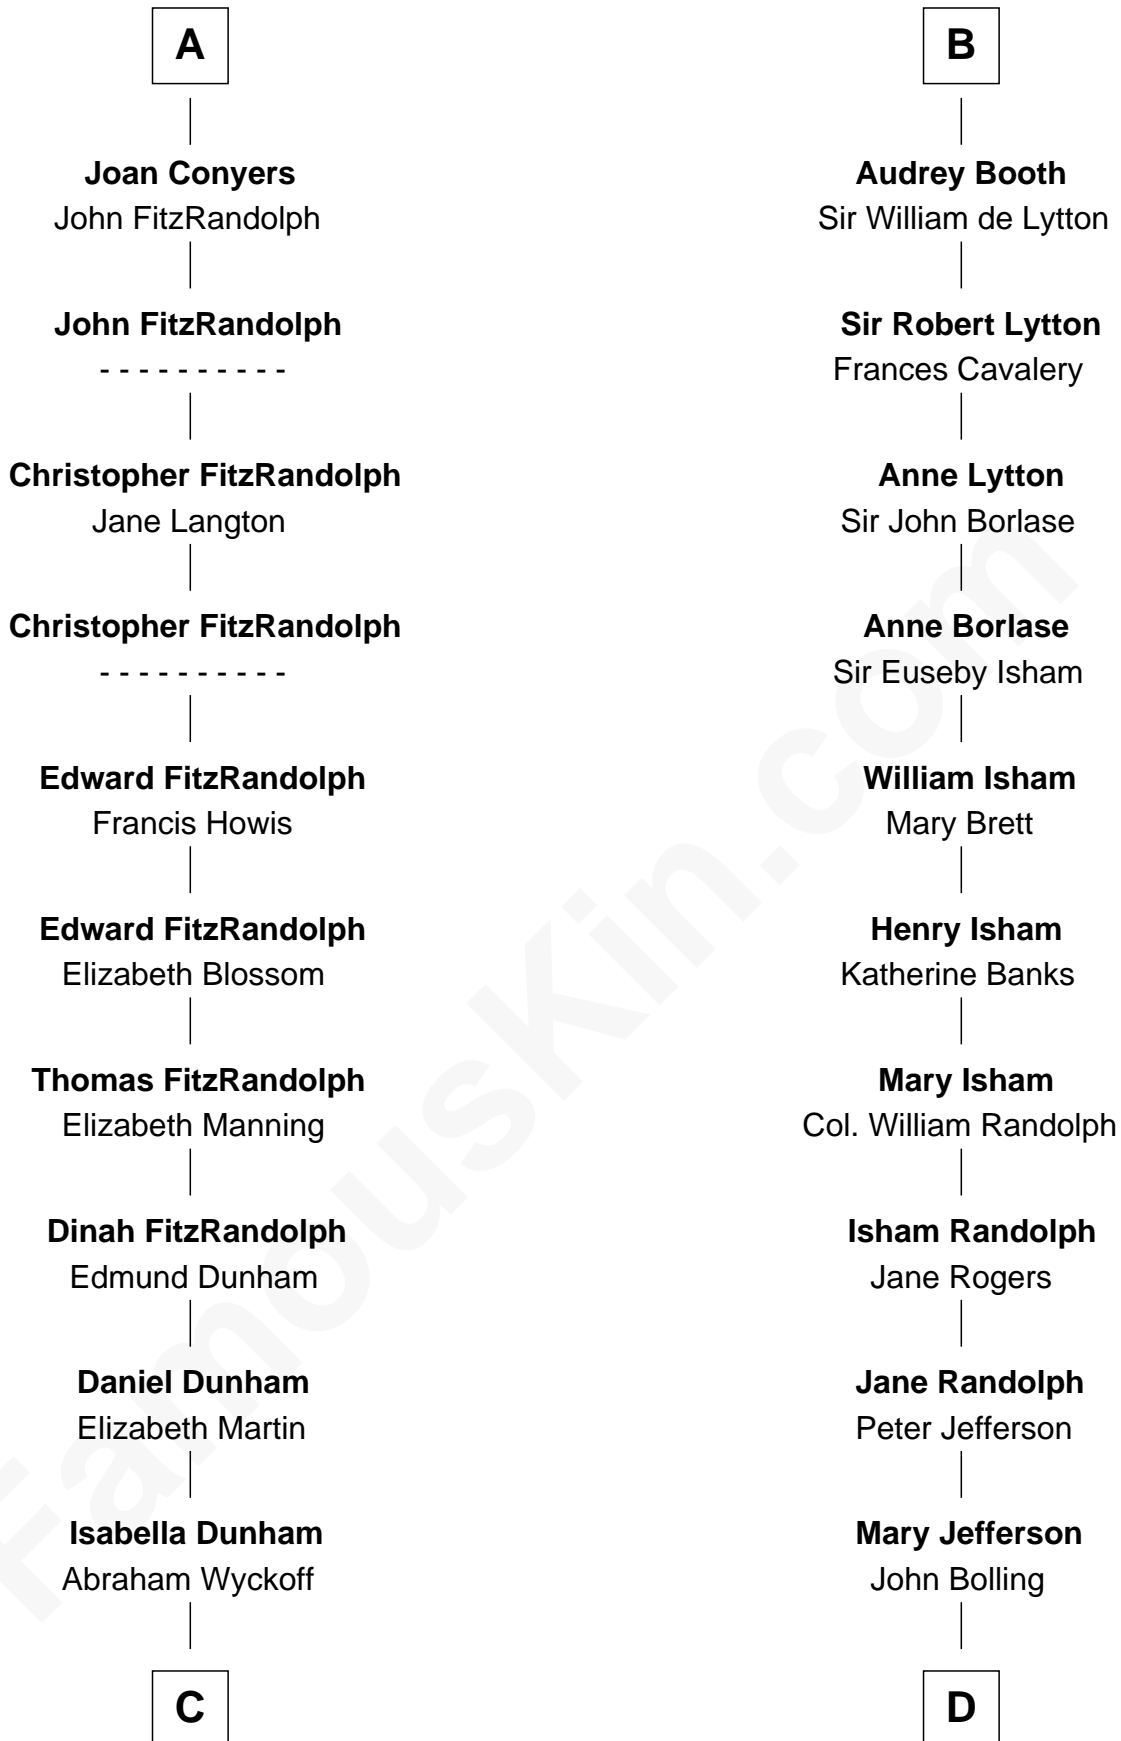 A
Joan Conyers
John FitzRandolph
John FitzRandolph
- - - - - - - - - -
Christopher FitzRandolph
Jane Langton
Christopher FitzRandolph
- - - - - - - - - -
Edward FitzRandolph
Francis Howis
Edward FitzRandolph
Elizabeth Blossom
Thomas FitzRandolph
Elizabeth Manning
Dinah FitzRandolph
Edmund Dunham
Daniel Dunham
Elizabeth Martin
Isabella Dunham
Abraham Wyckoff
C
B
Audrey Booth
Sir William de Lytton
Sir Robert Lytton
Frances Cavalery
Anne Lytton
Sir John Borlase
Anne Borlase
Sir Euseby Isham
William Isham
Mary Brett
Henry Isham
Katherine Banks
Mary Isham
Col. William Randolph
Isham Randolph
Jane Rogers
Jane Randolph
Peter Jefferson
Mary Jefferson
John Bolling
D
FamousKin.com